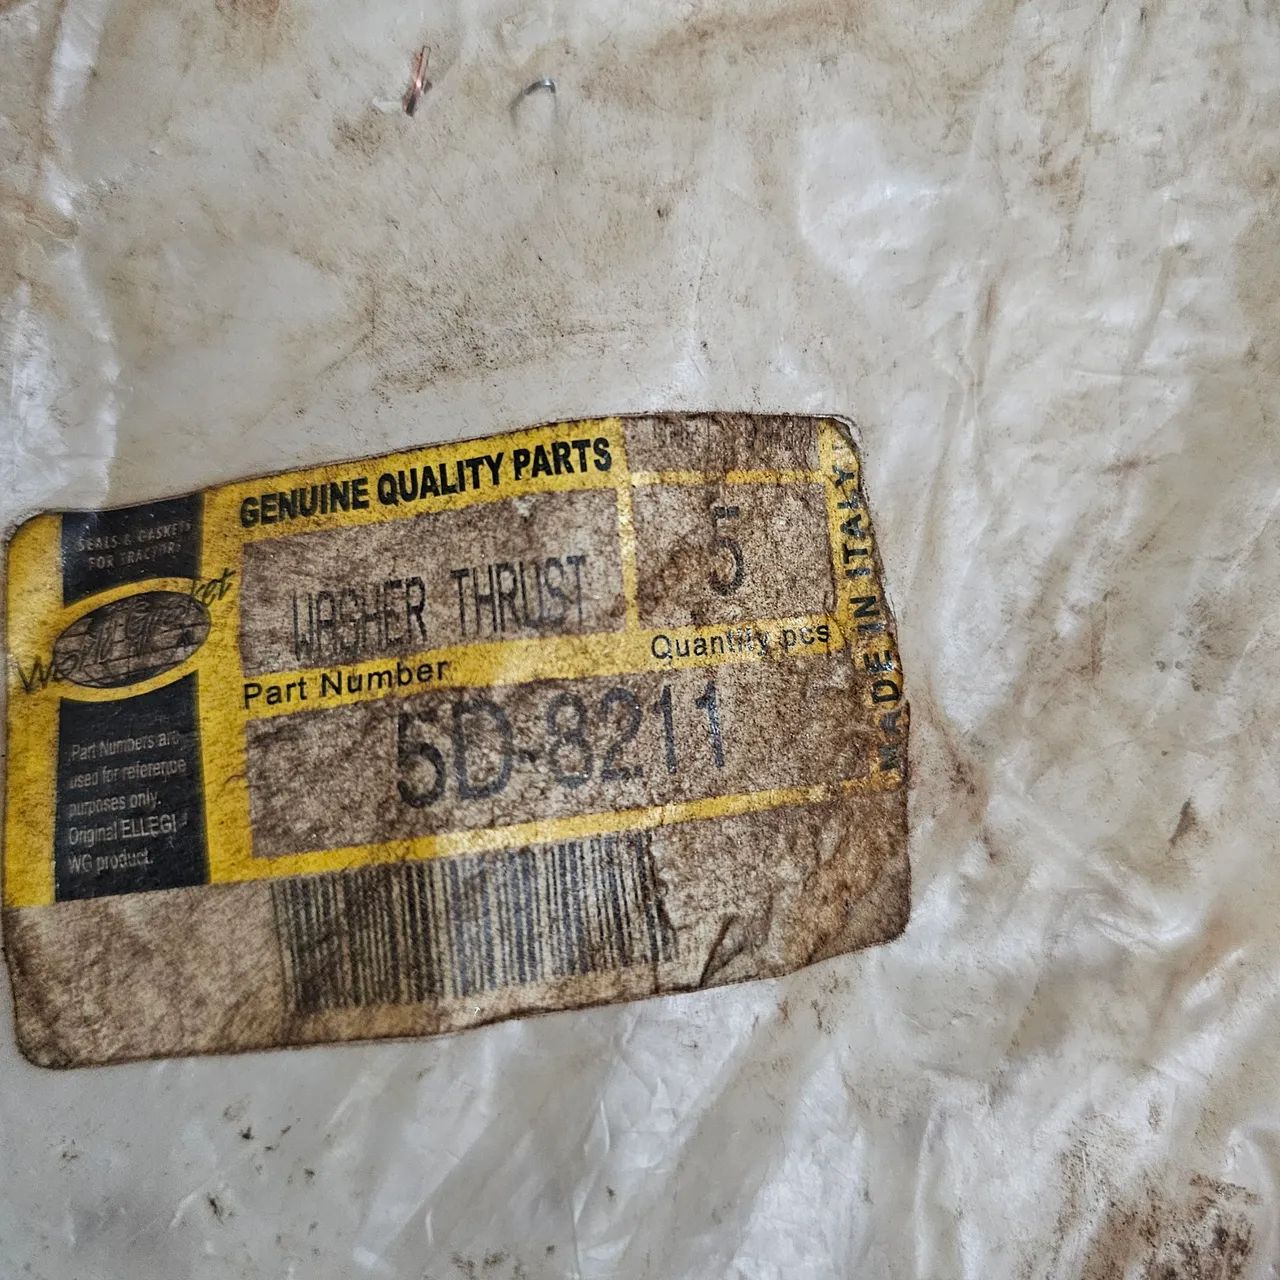 GENUINE QUALITY PARTS
SEALS & GASKETS
FOR TRACTORS
WASHER THRUST
5
Quantity pcs
MADE IN ITALY
Part Number
5D-8211
Part Numbers are
used for reference
purposes only.
Original ELLEGI
WG product.